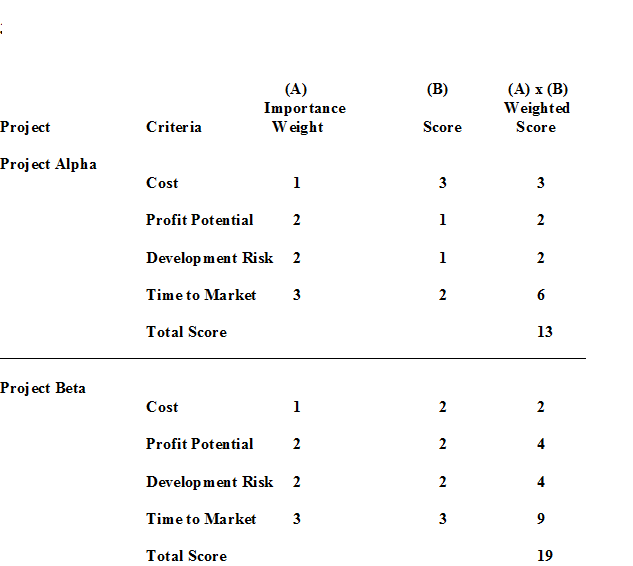 ;
(A) (B) (A) x (B)
Importance Weighted
Project Criteria Weight Score Score
Project Alpha
Cost 1 3 3
Profit Potential 2 1 2
Development Risk 2 1 2
Time to Market 3 2 6
Total Score 13
Project Beta
Cost 1 2 2
Profit Potential 2 2 4
Development Risk 2 2 4
Time to Market 3 3 9
Total Score 19